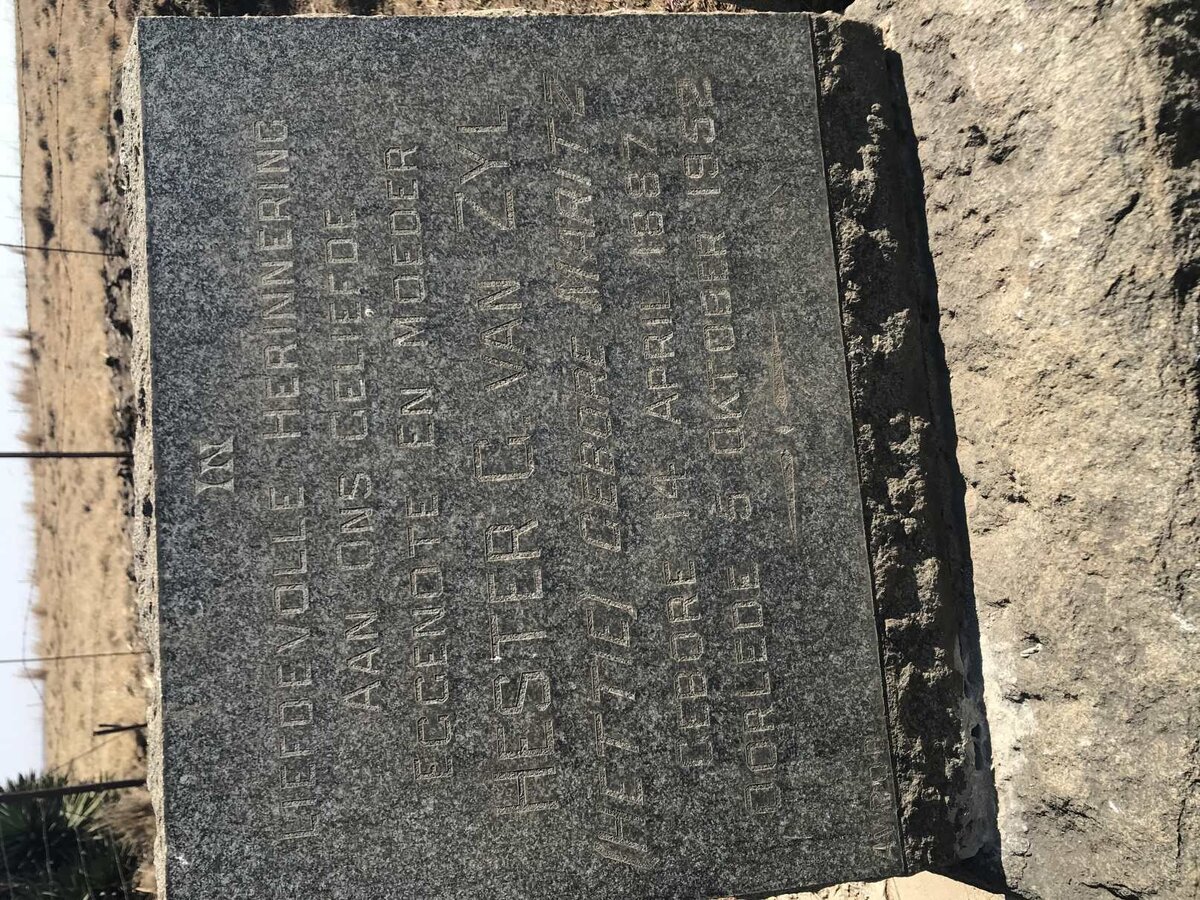 IN
LIEFDEVOLLE HERINNERING
AAN ONS GELIEFDE
EGGENOTE EN MOEDER
HESTER G. VAN ZYL
(HETTO) GEBORE MARITZ
GEBORE 14 APRIL 1887
OORLEDE 5 OKTOBER 1952